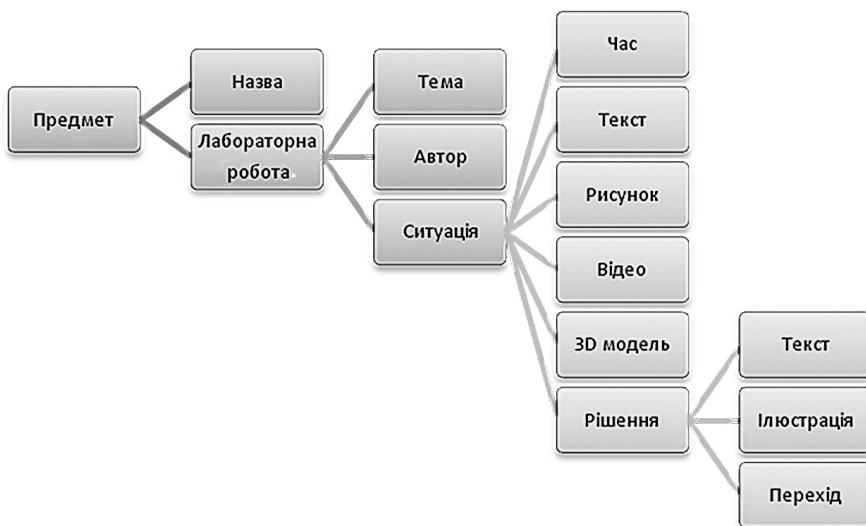 Предмет
Назва
Лабораторна
робота
Тема
Автор
Ситуація
Час
Текст
Рисунок
Відео
3D модель
Рішення
Текст
Ілюстрація
Перехід